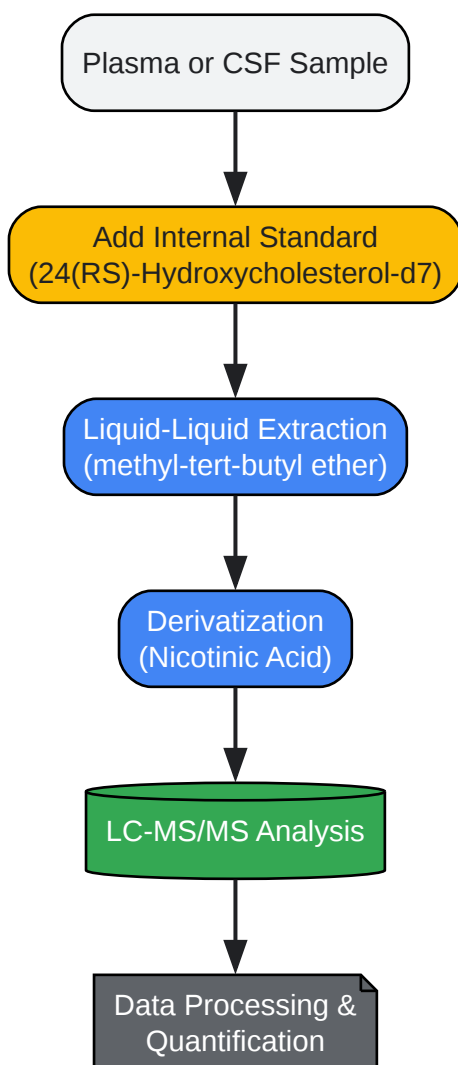 Plasma or CSF Sample
Add Internal Standard
(24(RS)-Hydroxycholesterol-d7)
Liquid-Liquid Extraction
(methyl-tert-butyl ether)
Derivatization
(Nicotinic Acid)
LC-MS/MS Analysis
Data Processing &
Quantification